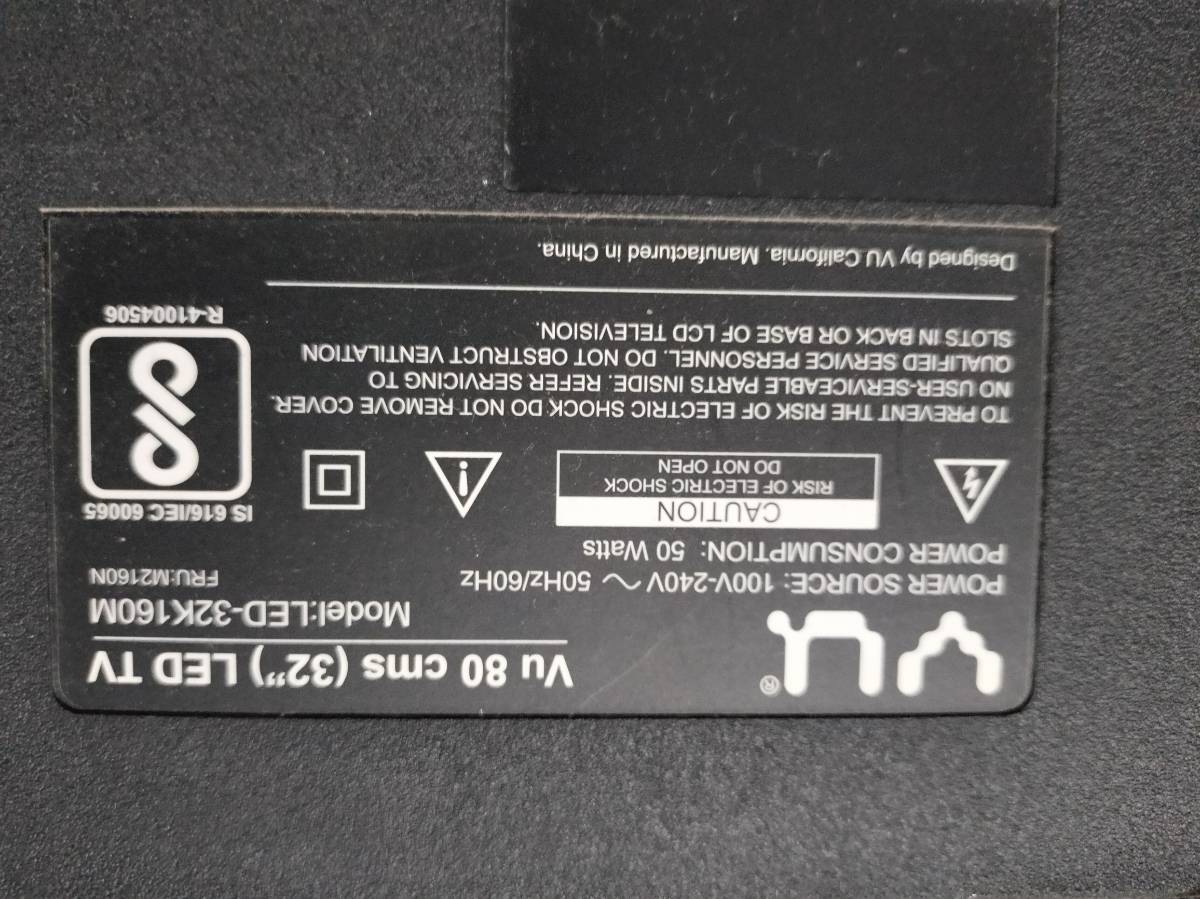 vu®
Vu 80 cms (32") LED TV
Model:LED-32K160M
FRU:M2160N
POWER SOURCE: 100V-240V ~ 50Hz/60Hz
POWER CONSUMPTION: 50 Watts
CAUTION
RISK OF ELECTRIC SHOCK
DO NOT OPEN
IS 616/IEC 60065
R-41004506
TO PREVENT THE RISK OF ELECTRIC SHOCK DO NOT REMOVE COVER.
NO USER-SERVICEABLE PARTS INSIDE. REFER SERVICING TO
QUALIFIED SERVICE PERSONNEL. DO NOT OBSTRUCT VENTILATION
SLOTS IN BACK OR BASE OF LCD TELEVISION.
Designed by VU California. Manufactured in China.